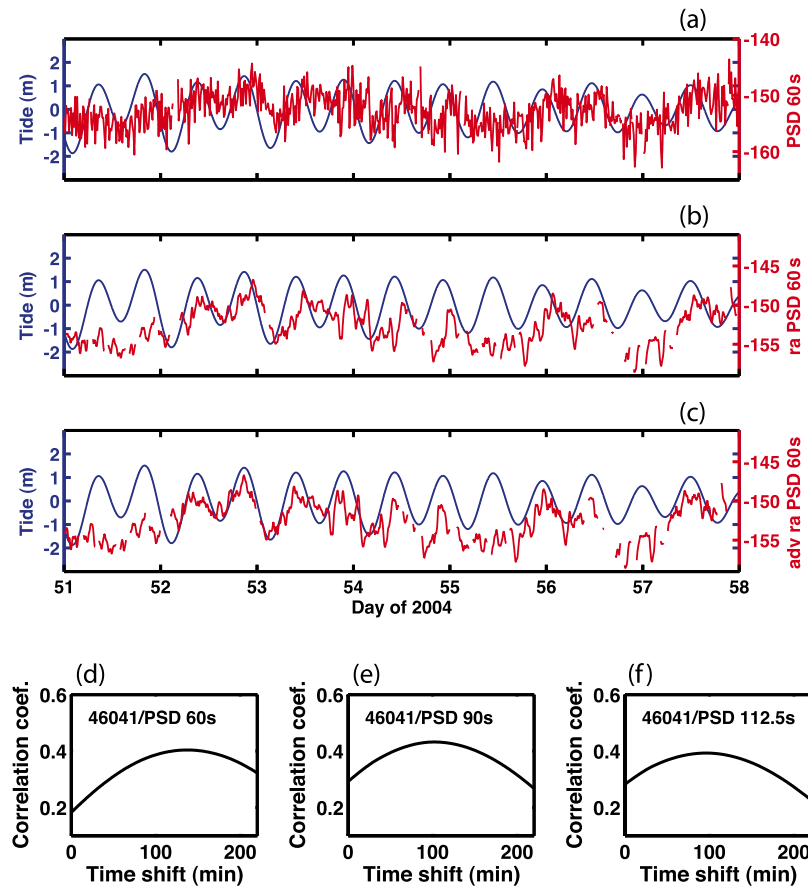 (a)
2
1
0
-1
-2
Tide (m)
-140
-150
-160
PSD 60s
(b)
2
1
0
-1
-2
Tide (m)
-145
-150
-155
ra PSD 60s
(c)
2
1
0
-1
-2
Tide (m)
-145
-150
-155
adv ra PSD 60s
51 52 53 54 55 56 57 58
Day of 2004
(d)
0.6
0.4
0.2
Correlation coef.
46041/PSD 60s
0 100 200
Time shift (min)
(e)
0.6
0.4
0.2
Correlation coef.
46041/PSD 90s
0 100 200
Time shift (min)
(f)
0.6
0.4
0.2
Correlation coef.
46041/PSD 112.5s
0 100 200
Time shift (min)